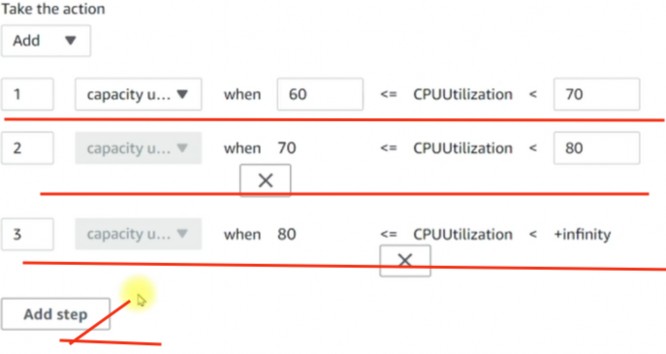 Take the action
Add
1 capacity u... when 60 <= CPUUtilization < 70
2 capacity u... when 70 <= CPUUtilization < 80
3 capacity u... when 80 <= CPUUtilization < +infinity
Add step